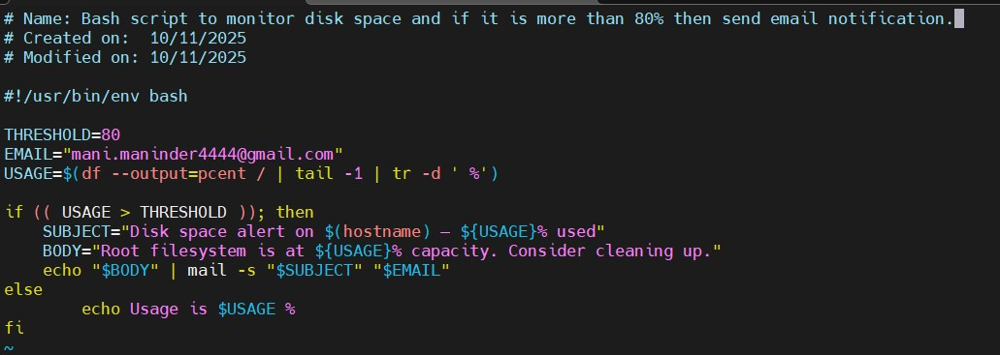 # Name: Bash script to monitor disk space and if it is more than 80% then send email notification.
# Created on:  10/11/2025
# Modified on: 10/11/2025

#!/usr/bin/env bash

THRESHOLD=80
EMAIL="mani.maninder4444@gmail.com"
USAGE=$(df --output=pcent / | tail -1 | tr -d ' %')

if (( USAGE > THRESHOLD )); then
    SUBJECT="Disk space alert on $(hostname) – ${USAGE}% used"
    BODY="Root filesystem is at ${USAGE}% capacity. Consider cleaning up."
    echo "$BODY" | mail -s "$SUBJECT" "$EMAIL"
else
        echo Usage is $USAGE %
fi
~